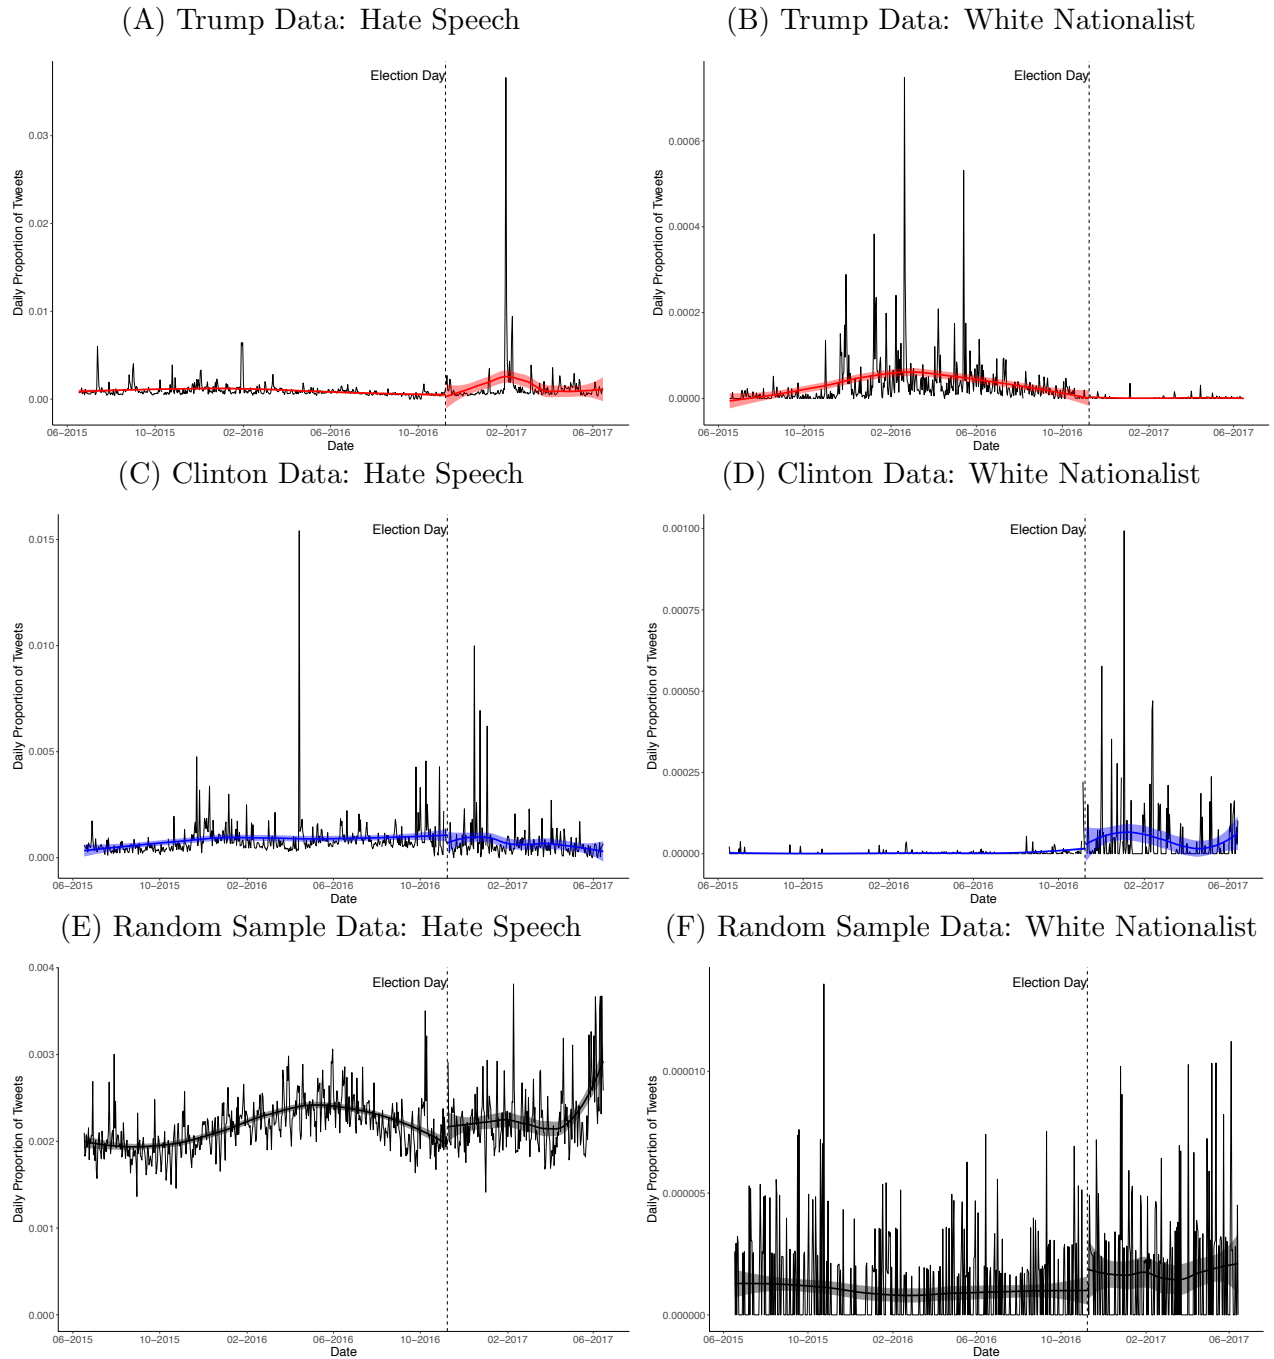 (A) Trump Data: Hate Speech
Election Day
Daily Proportion of Tweets
0.03
0.02
0.01
0.00
06−2015 10−2015 02−2016 06−2016 10−2016 02−2017 06−2017
Date
(B) Trump Data: White Nationalist
Election Day
Daily Proportion of Tweets
0.0006
0.0004
0.0002
0.0000
06−2015 10−2015 02−2016 06−2016 10−2016 02−2017 06−2017
Date
(C) Clinton Data: Hate Speech
Election Day
Daily Proportion of Tweets
0.015
0.010
0.005
0.000
06−2015 10−2015 02−2016 06−2016 10−2016 02−2017 06−2017
Date
(D) Clinton Data: White Nationalist
Election Day
Daily Proportion of Tweets
0.00100
0.00075
0.00050
0.00025
0.00000
06−2015 10−2015 02−2016 06−2016 10−2016 02−2017 06−2017
Date
(E) Random Sample Data: Hate Speech
Election Day
Daily Proportion of Tweets
0.004
0.003
0.002
0.001
0.000
06−2015 10−2015 02−2016 06−2016 10−2016 02−2017 06−2017
Date
(F) Random Sample Data: White Nationalist
Election Day
Daily Proportion of Tweets
0.000010
0.000005
0.000000
06−2015 10−2015 02−2016 06−2016 10−2016 02−2017 06−2017
Date